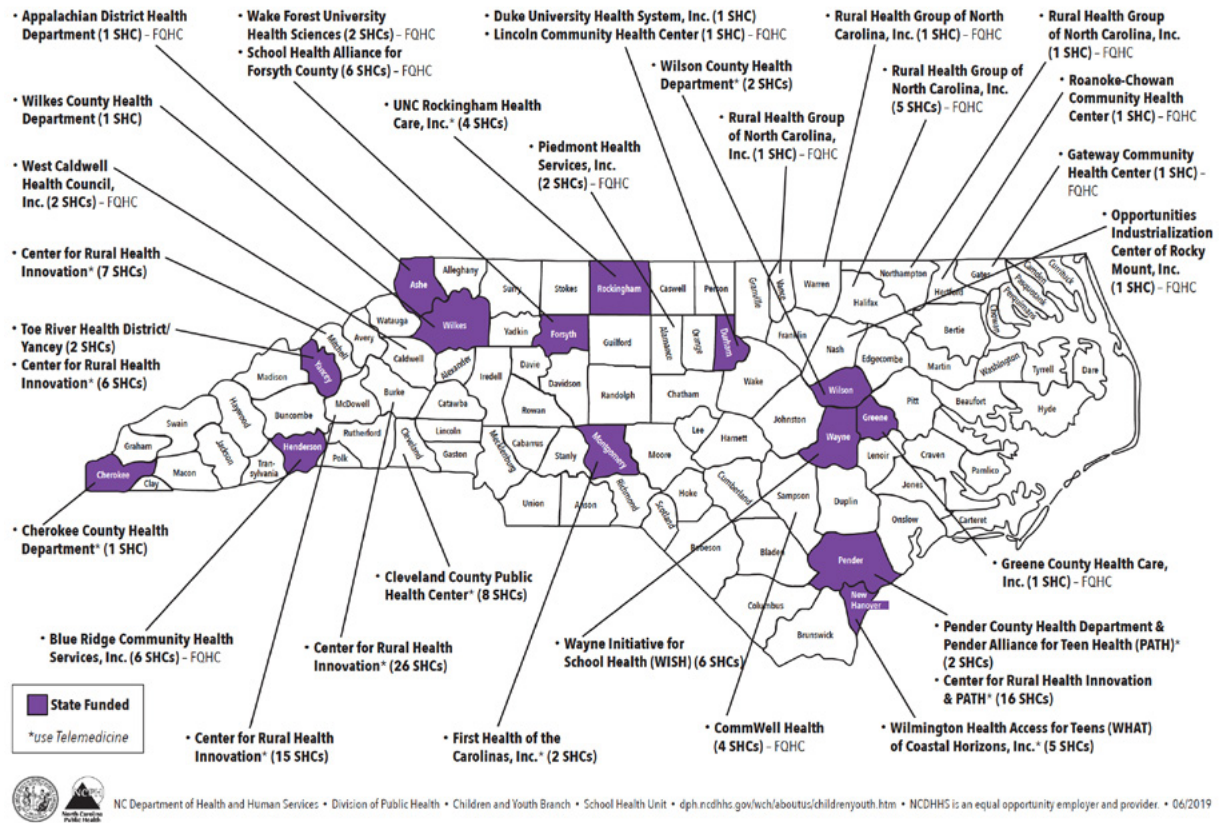 • Appalachian District Health
Department (1 SHC) – FQHC
• Wake Forest University
Health Sciences (2 SHCs) – FQHC
• School Health Alliance for
Forsyth County (6 SHCs) – FQHC
• Duke University Health System, Inc. (1 SHC)
• Lincoln Community Health Center (1 SHC) – FQHC
• Rural Health Group of North
Carolina, Inc. (1 SHC) – FQHC
• Rural Health Group
of North Carolina, Inc.
(1 SHC) – FQHC
• Wilson County Health
Department* (2 SHCs)
• Rural Health Group of
North Carolina, Inc.
(5 SHCs) – FQHC
• Roanoke-Chowan
Community Health
Center (1 SHC) – FQHC
• Wilkes County Health
Department (1 SHC)
• UNC Rockingham Health
Care, Inc.* (4 SHCs)
• Rural Health Group
of North Carolina,
Inc. (1 SHC) – FQHC
• Piedmont Health
Services, Inc.
(2 SHCs) – FQHC
• Gateway Community
Health Center (1 SHC) –
FQHC
• West Caldwell
Health Council,
Inc. (2 SHCs) – FQHC
• Opportunities
Industrialization
Center of Rocky
Mount, Inc.
(1 SHC) – FQHC
• Center for Rural Health
Innovation* (7 SHCs)
• Toe River Health District/
Yancey (2 SHCs)
• Center for Rural Health
Innovation* (6 SHCs)
Ashe
Alleghany
Surry
Stokes
Rockingham
Caswell
Person
Granville
Vance
Warren
Northampton
Halifax
Hertford
Gates
Camden
Currituck
Pasquotank
Perquimans
Chowan
Watauga
Wilkes
Yadkin
Forsyth
Guilford
Alamance
Orange
Durham
Franklin
Nash
Edgecombe
Bertie
Martin
Washington
Tyrrell
Dare
Mitchell
Avery
Caldwell
Alexander
Iredell
Davie
Davidson
Randolph
Chatham
Wake
Wilson
Pitt
Beaufort
Hyde
Madison
Yancey
McDowell
Burke
Catawba
Rowan
Johnston
Greene
Wayne
Swain
Haywood
Buncombe
Rutherford
Cleveland
Lincoln
Gaston
Mecklenburg
Cabarrus
Stanly
Montgomery
Moore
Lee
Harnett
Lenoir
Craven
Pamlico
Graham
Jackson
Henderson
Polk
Cherokee
Clay
Macon
Tran-
sylvania
Union
Anson
Richmond
Scotland
Hoke
Cumberland
Sampson
Duplin
Jones
Onslow
Carteret
Robeson
Bladen
Pender
New
Hanover
Columbus
Brunswick
• Cherokee County Health
Department* (1 SHC)
• Cleveland County Public
Health Center* (8 SHCs)
• Greene County Health Care,
Inc. (1 SHC) – FQHC
• Blue Ridge Community Health
Services, Inc. (6 SHCs) – FQHC
• Center for Rural Health
Innovation* (26 SHCs)
• Wayne Initiative for
School Health (WISH) (6 SHCs)
• Pender County Health Department &
Pender Alliance for Teen Health (PATH)*
(2 SHCs)
• Center for Rural Health Innovation
& PATH* (16 SHCs)
State Funded
*use Telemedicine
• Center for Rural Health
Innovation* (15 SHCs)
• First Health of the
Carolinas, Inc.* (2 SHCs)
• CommWell Health
(4 SHCs) – FQHC
• Wilmington Health Access for Teens (WHAT)
of Coastal Horizons, Inc.* (5 SHCs)
North Carolina
Public Health
NC Department of Health and Human Services • Division of Public Health • Children and Youth Branch • School Health Unit • dph.ncdhhs.gov/wch/aboutus/childrenyouth.htm • NCDHHS is an equal opportunity employer and provider. • 06/2019